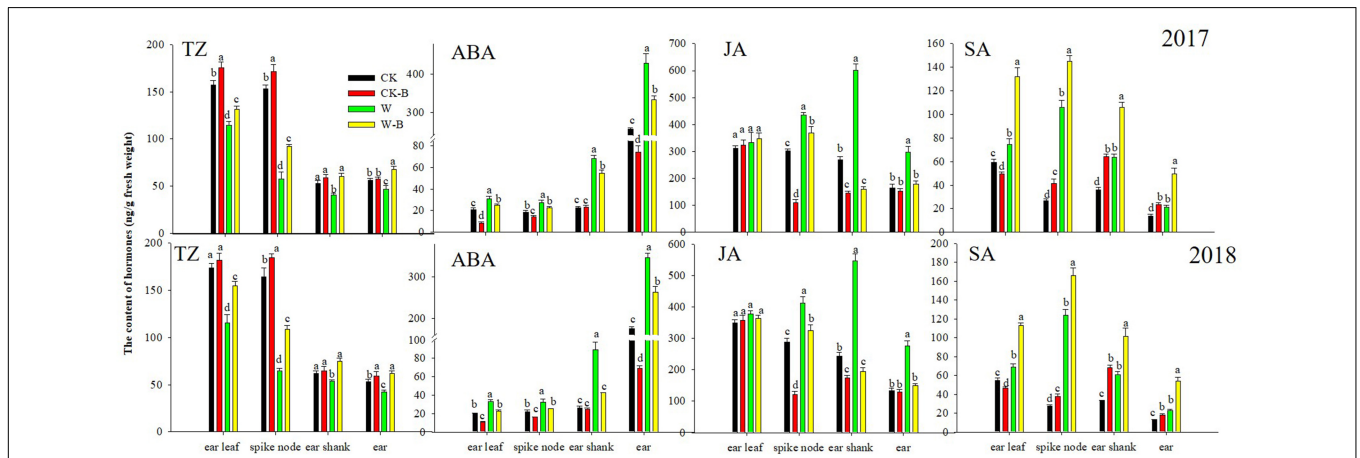 TZ
ABA
JA
SA
2017
CK
CK-B
W
W-B
The content of hormones (ng/g fresh weight)
200
150
100
50
0
400
300
200
80
60
40
20
0
700
600
500
400
300
200
100
0
160
140
120
100
80
60
40
20
0
b a d c b a d c a a b a b b c a
b d a b b c a b c c a b c d a b
a a a a c d a b b c a c b b a b
c d b a d c b a c b b a d b c a
TZ
ABA
JA
SA
2018
200
150
100
50
0
300
200
100
80
60
40
20
0
600
500
400
300
200
100
0
200
180
160
140
120
100
80
60
40
20
0
a a d c b a d c a a b a b a c a
b c a b b c a b c c a b c d a b
a a a a c d a b b c a c b b a b
c d b a d c b a c b b a d c b a
ear leaf spike node ear shank ear
ear leaf spike node ear shank ear
ear leaf spike node ear shank ear
ear leaf spike node ear shank ear